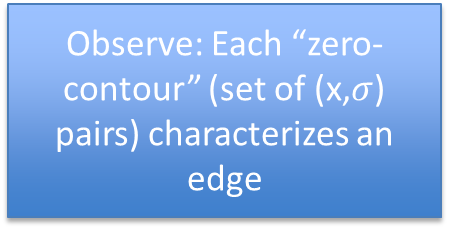 Observe: Each “zero-
contour” (set of (x,𝜎)
pairs) characterizes an
edge